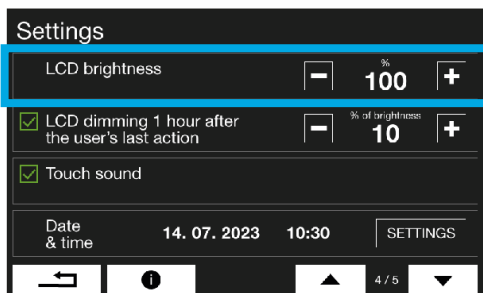 Settings
LCD brightness
%
− 100 +
LCD dimming 1 hour after
the user's last action
% of brightness
− 10 +
Touch sound
Date
& time
14. 07. 2023 10:30 SETTINGS
i
4/5